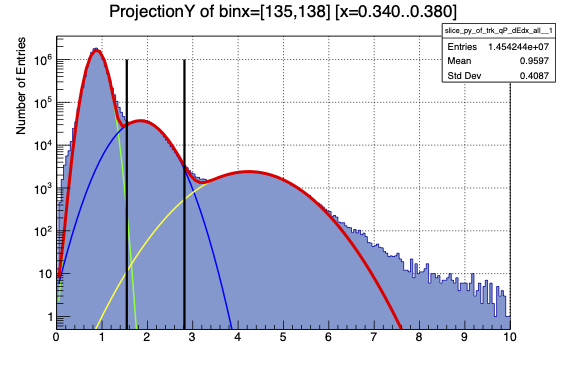 ProjectionY of binx=[135,138] [x=0.340..0.380]
slice_py_of_trk_qP_dEdx_all__1
Entries 1.454244e+07
Mean 0.9597
Std Dev 0.4087
Number of Entries
10^6
10^5
10^4
10^3
10^2
10
1
0 1 2 3 4 5 6 7 8 9 10